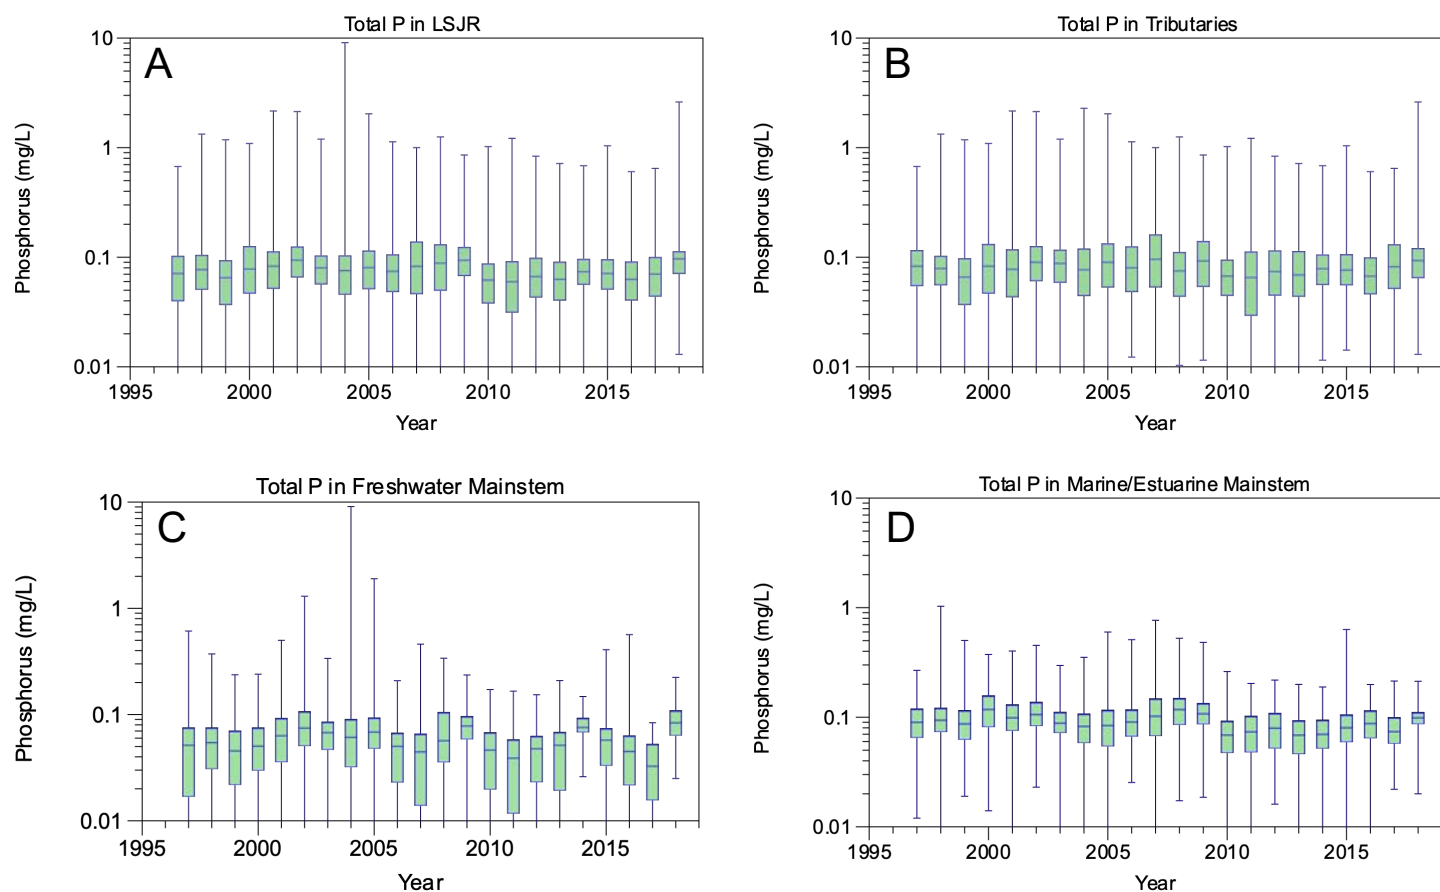 Total P in LSJR
A
10
1
0.1
0.01
Phosphorus (mg/L)
1995 2000 2005 2010 2015
Year
Total P in Tributaries
B
10
1
0.1
0.01
Phosphorus (mg/L)
1995 2000 2005 2010 2015
Year
Total P in Freshwater Mainstem
C
10
1
0.1
0.01
Phosphorus (mg/L)
1995 2000 2005 2010 2015
Year
Total P in Marine/Estuarine Mainstem
D
10
1
0.1
0.01
Phosphorus (mg/L)
1995 2000 2005 2010 2015
Year